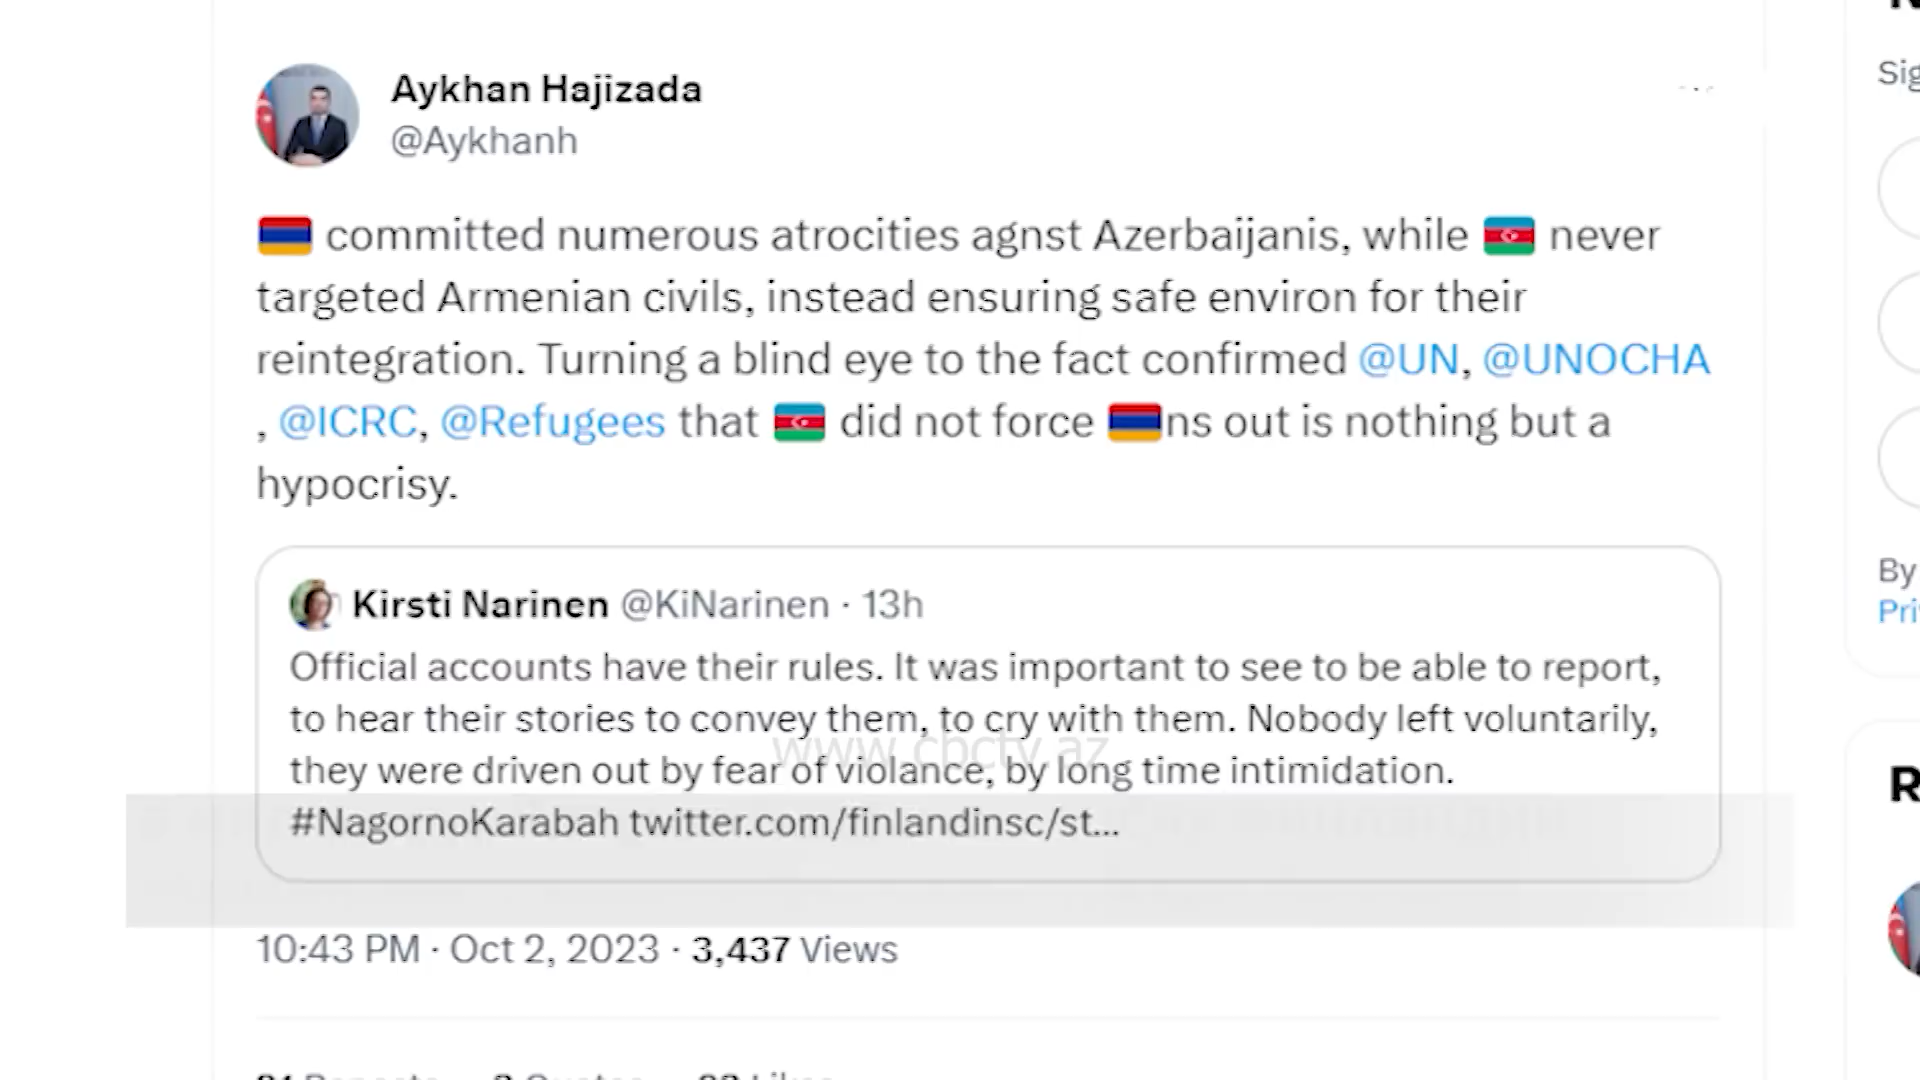 Aykhan Hajizada
@Aykhanh
🇦🇲 committed numerous atrocities agnst Azerbaijanis, while 🇦🇿 never
targeted Armenian civils, instead ensuring safe environ for their
reintegration. Turning a blind eye to the fact confirmed @UN, @UNOCHA
, @ICRC, @Refugees that 🇦🇿 did not force 🇦🇲ns out is nothing but a
hypocrisy.
Kirsti Narinen @KiNarinen · 13h
Official accounts have their rules. It was important to see to be able to report,
to hear their stories to convey them, to cry with them. Nobody left voluntarily,
www.cbctv.az
they were driven out by fear of violance, by long time intimidation.
#NagornoKarabah twitter.com/finlandinsc/st...
10:43 PM · Oct 2, 2023 · 3,437 Views
By